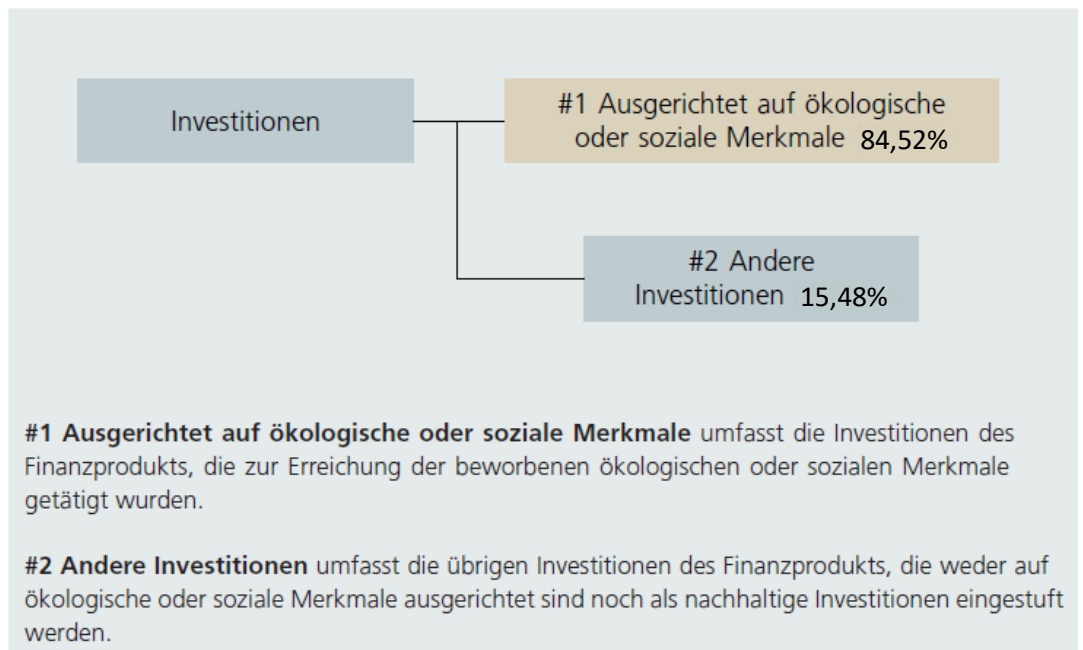 Investitionen
#1 Ausgerichtet auf ökologische
oder soziale Merkmale 84,52%
#2 Andere
Investitionen 15,48%
#1 Ausgerichtet auf ökologische oder soziale Merkmale umfasst die Investitionen des
Finanzprodukts, die zur Erreichung der beworbenen ökologischen oder sozialen Merkmale
getätigt wurden.
#2 Andere Investitionen umfasst die übrigen Investitionen des Finanzprodukts, die weder auf
ökologische oder soziale Merkmale ausgerichtet sind noch als nachhaltige Investitionen eingestuft
werden.